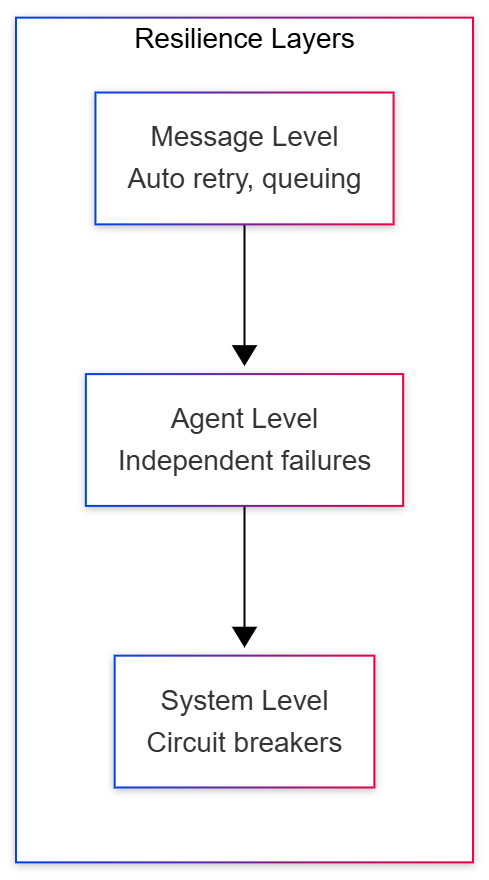 Resilience Layers
Message Level
Auto retry, queuing
Agent Level
Independent failures
System Level
Circuit breakers